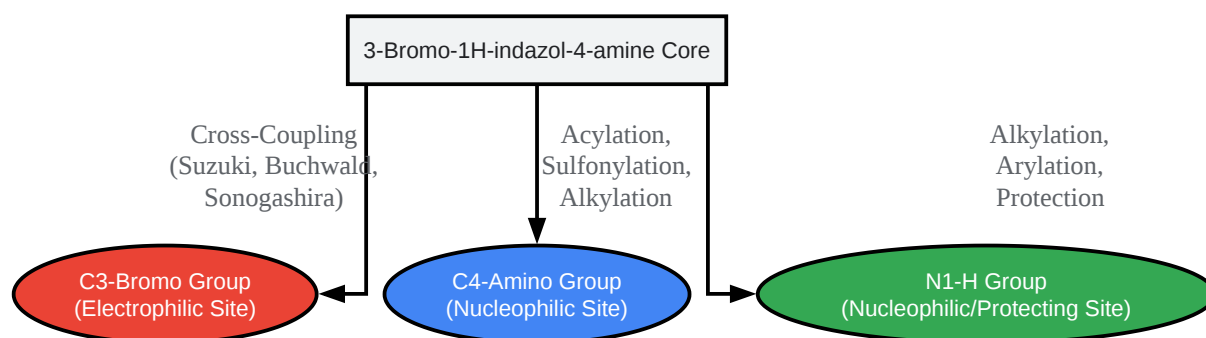 3-Bromo-1H-indazol-4-amine Core
Cross-Coupling
(Suzuki, Buchwald,
Sonogashira)
Acylation,
Sulfonylation,
Alkylation
Alkylation,
Arylation,
Protection
C3-Bromo Group
(Electrophilic Site)
C4-Amino Group
(Nucleophilic Site)
N1-H Group
(Nucleophilic/Protecting Site)